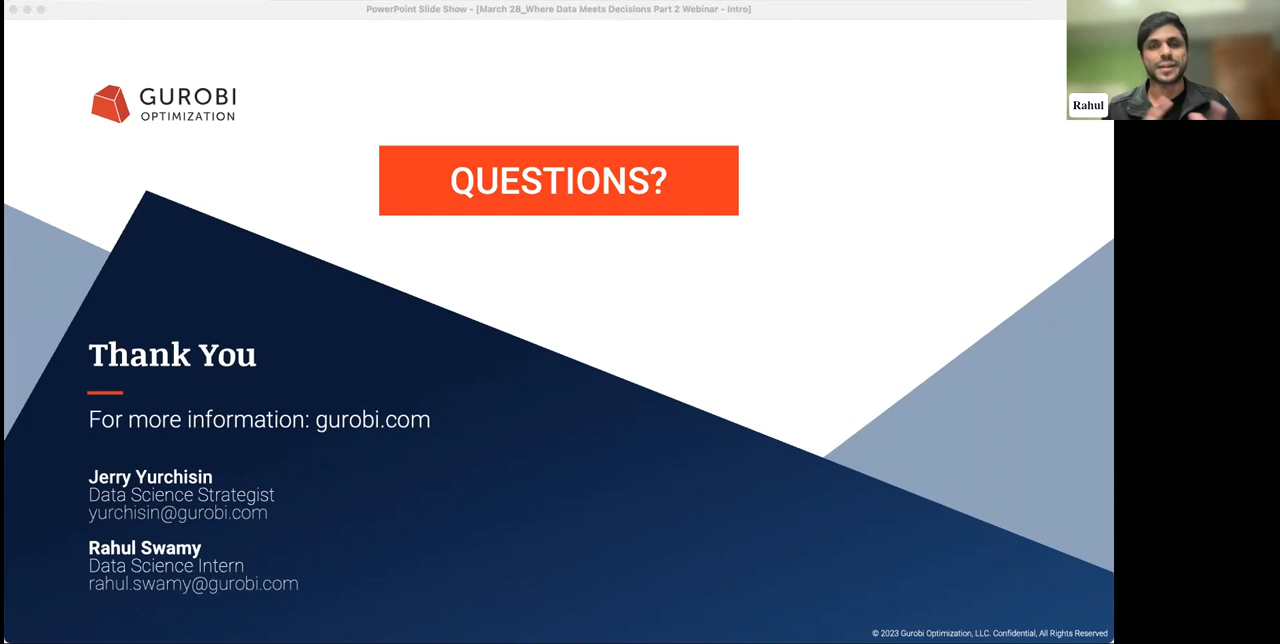 PowerPoint Slide Show - [March 28_Where Data Meets Decisions Part 2 Webinar - Intro]
Rahul
GUROBI
OPTIMIZATION
QUESTIONS?
Thank You
For more information: gurobi.com
Jerry Yurchisin
Data Science Strategist
yurchisin@gurobi.com
Rahul Swamy
Data Science Intern
rahul.swamy@gurobi.com
© 2023 Gurobi Optimization, LLC. Confidential, All Rights Reserved